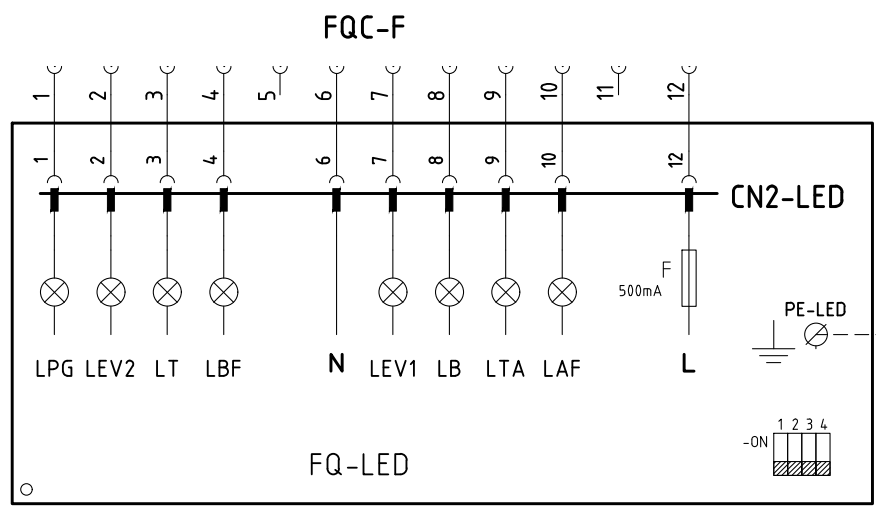 FQC-F
1 2 3 4 5 6 7 8 9 10 11 12
1 2 3 4 6 7 8 9 10 12
CN2-LED
F
500mA
PE-LED
LPG LEV2 LT LBF N LEV1 LB LTA LAF L
1 2 3 4
-ON
FQ-LED